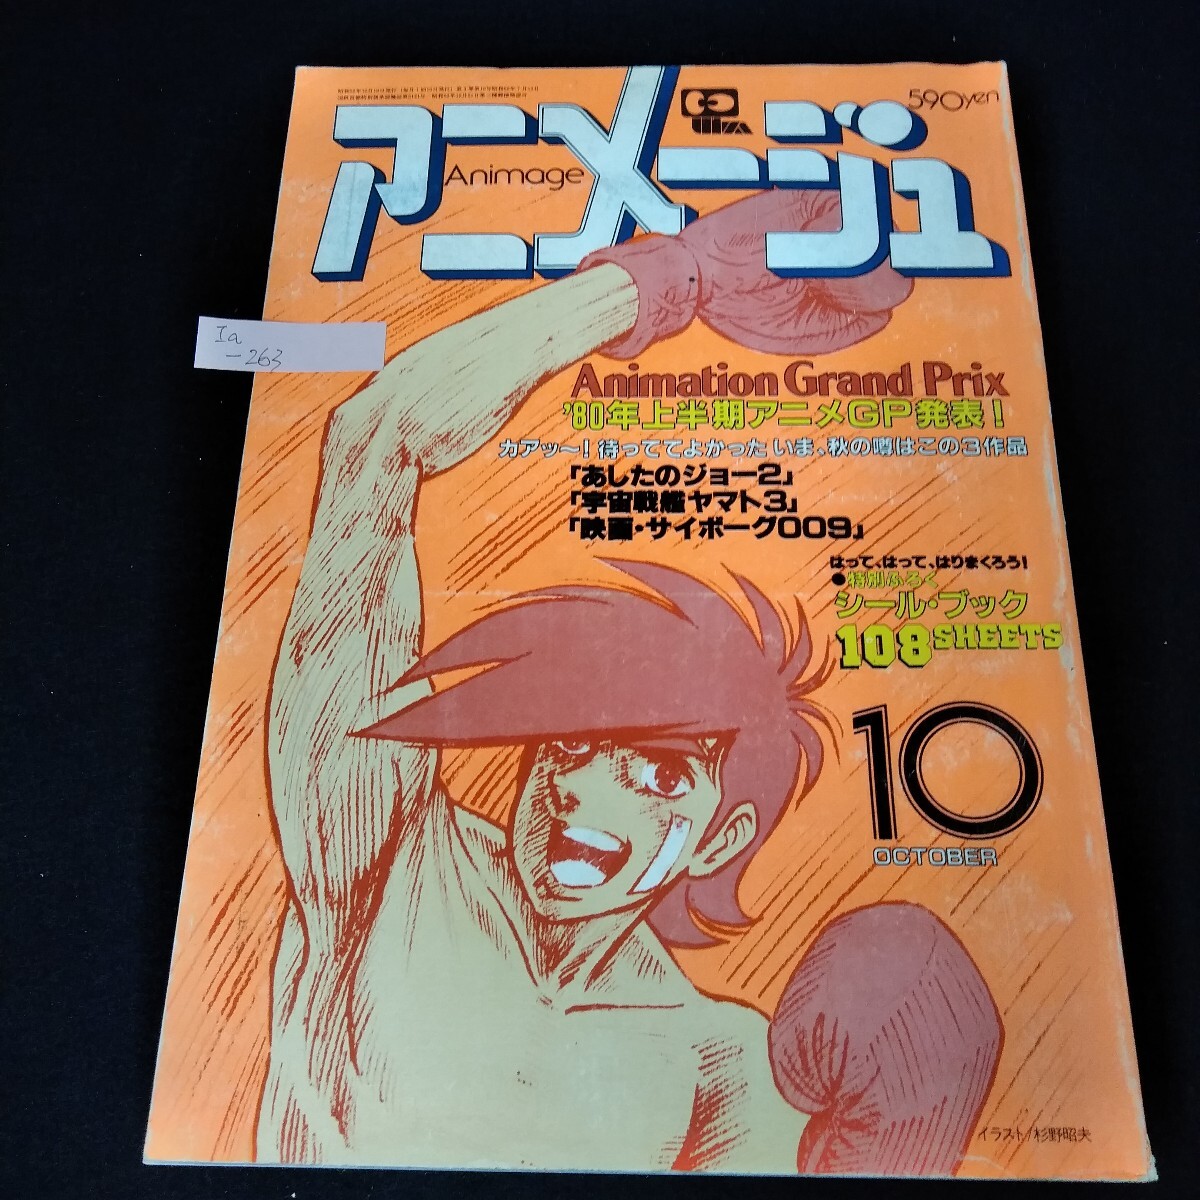 590yen
アニメージュ
Animage
Ia
-263
Animation Grand Prix
'80年上半期アニメGP発表!
カアッ〜!待っててよかった いま、秋の噂はこの3作品
「あしたのジョー2」
「宇宙戦艦ヤマト3」
「映画・サイボーグ009」
はって、はって、はりまくろう!
●特別ふろく
シール・ブック
108 SHEETS
10
OCTOBER
イラスト/杉野昭夫